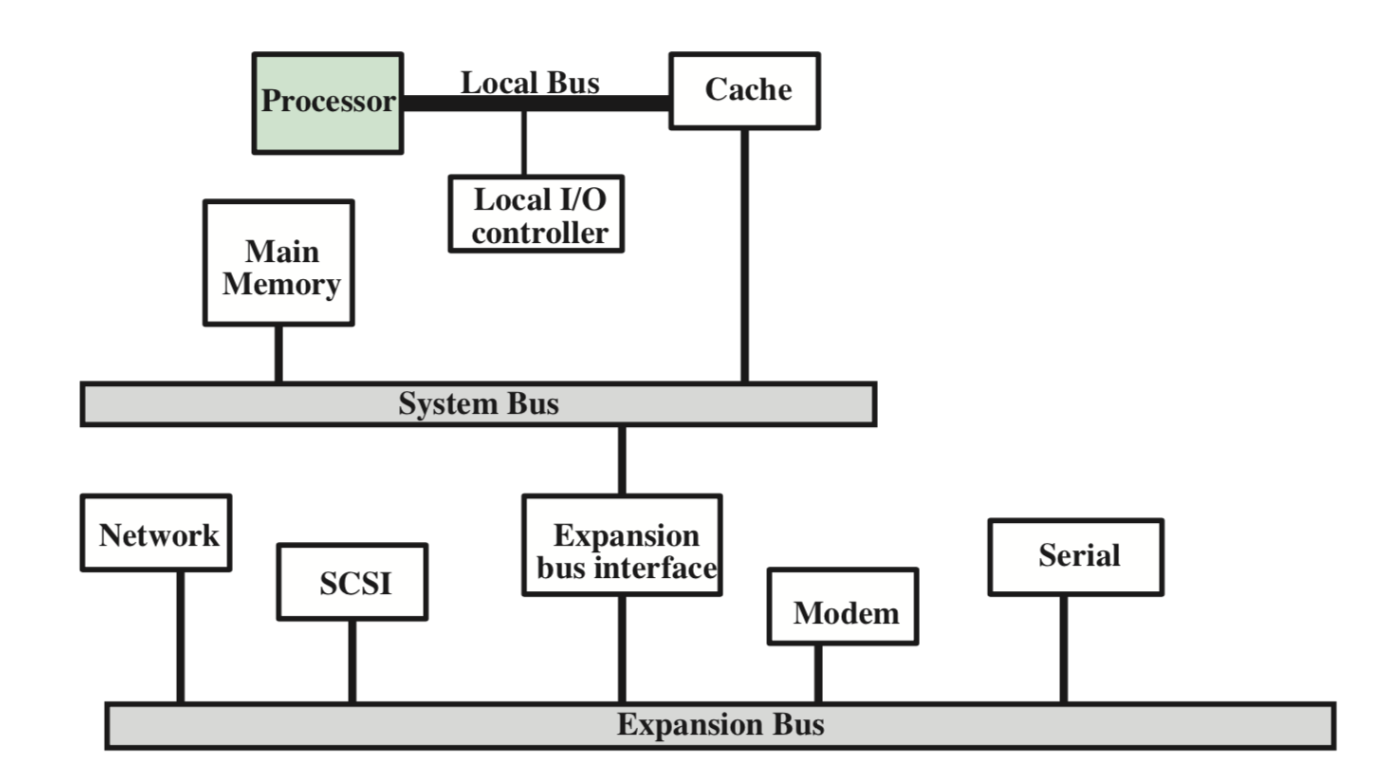 Local Bus
Cache
Processor
Local I/O
controller
Main
Memory
System Bus
Network
Expansion
bus interface
SCSI
Serial
Modem
Expansion Bus